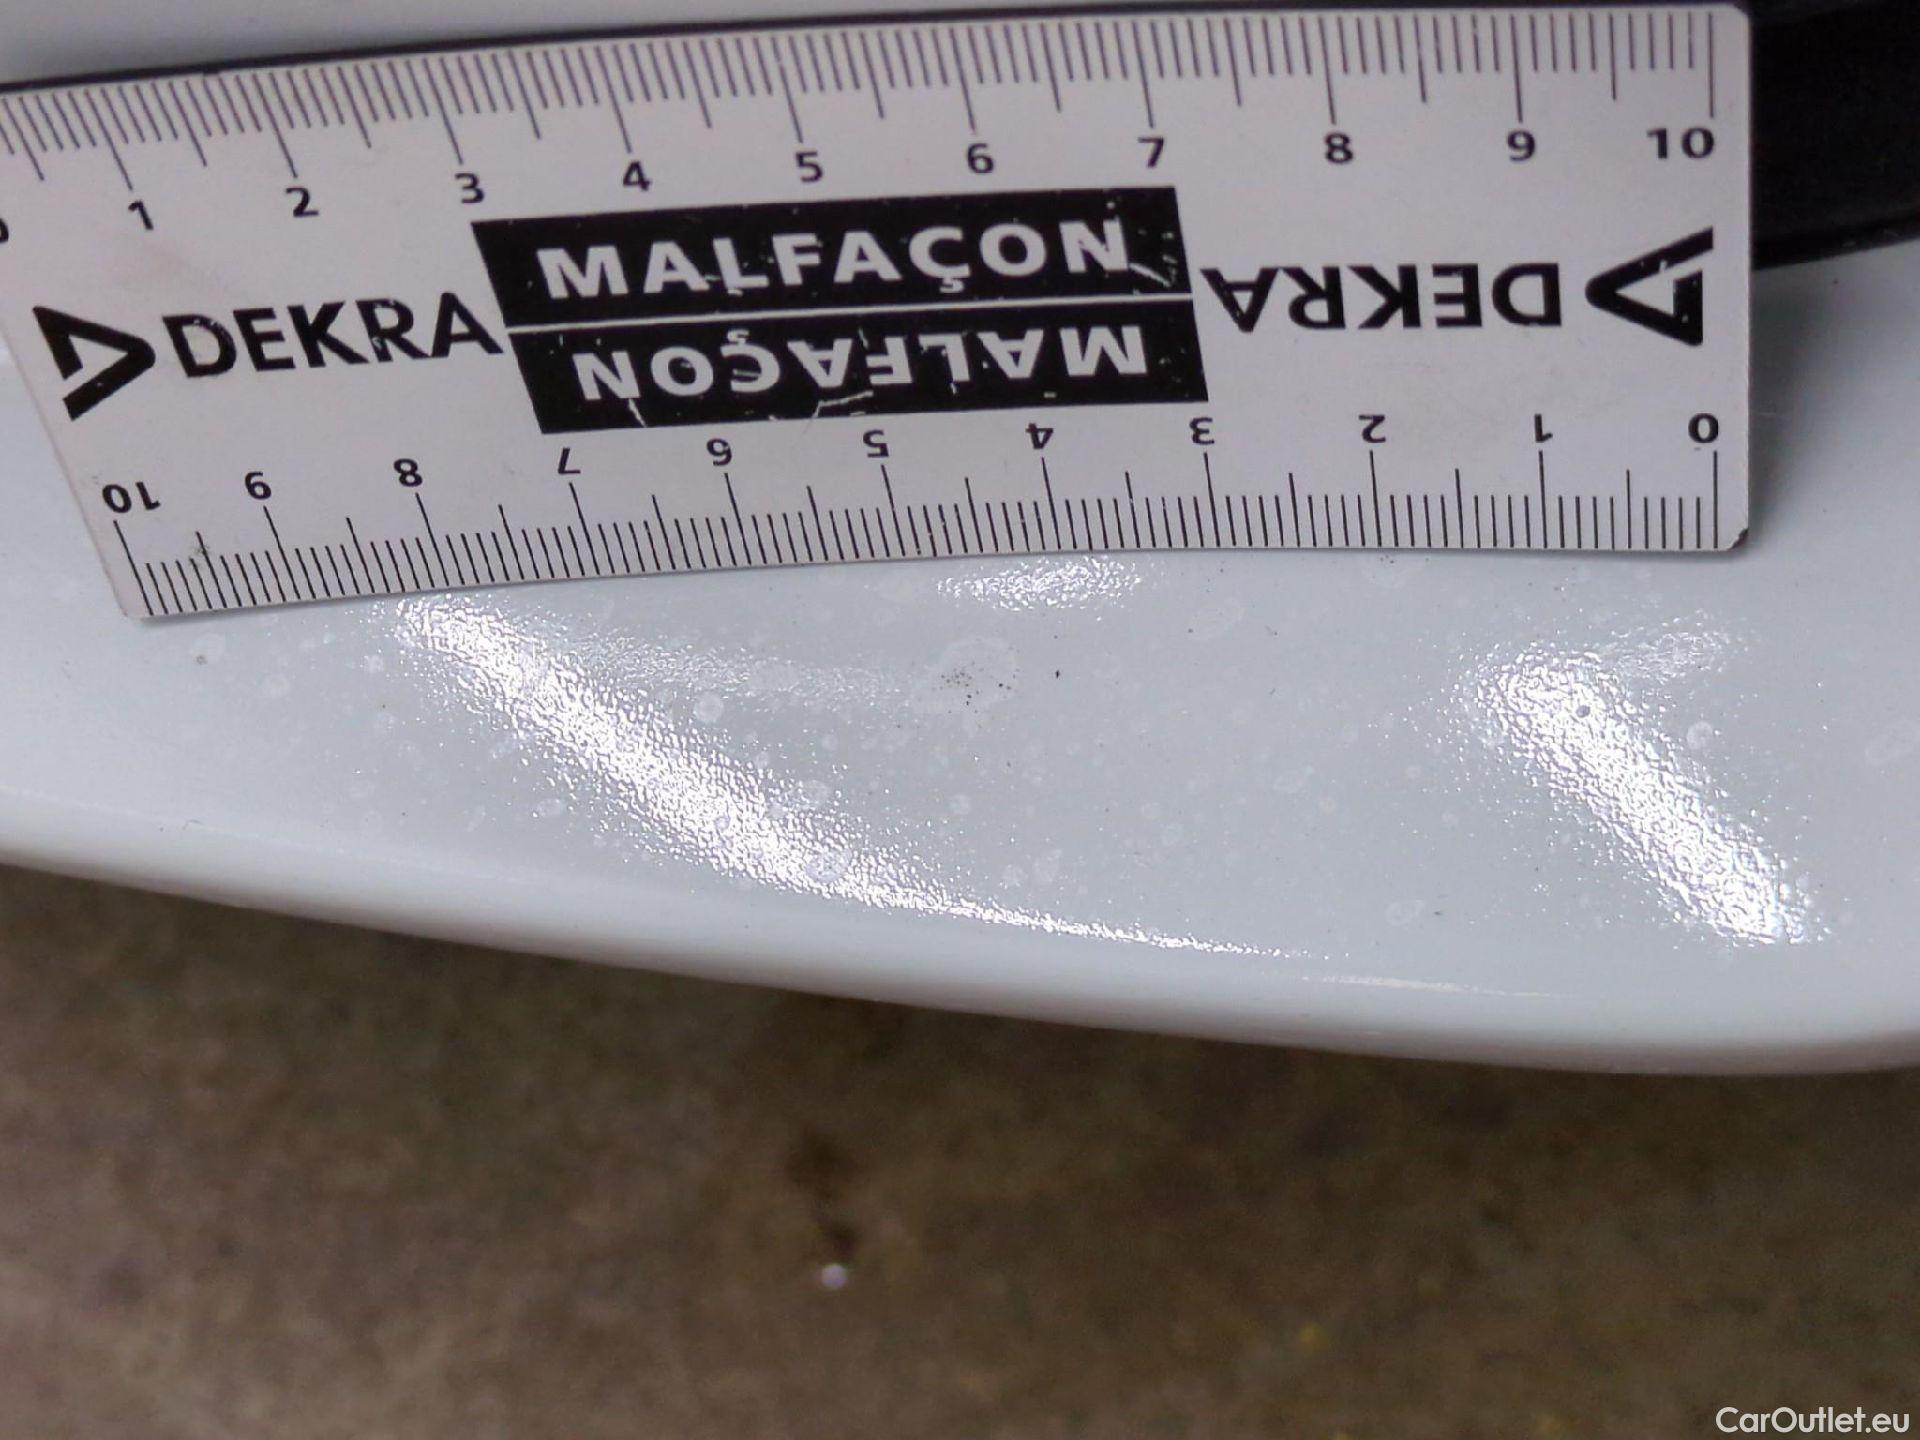 1 2 3 4 5 6 7 8 9 10
DEKRA MALFAÇON DEKRA
MALFAÇON
10 9 8 7 6 5 4 3 2 1 0
CarOutlet.eu